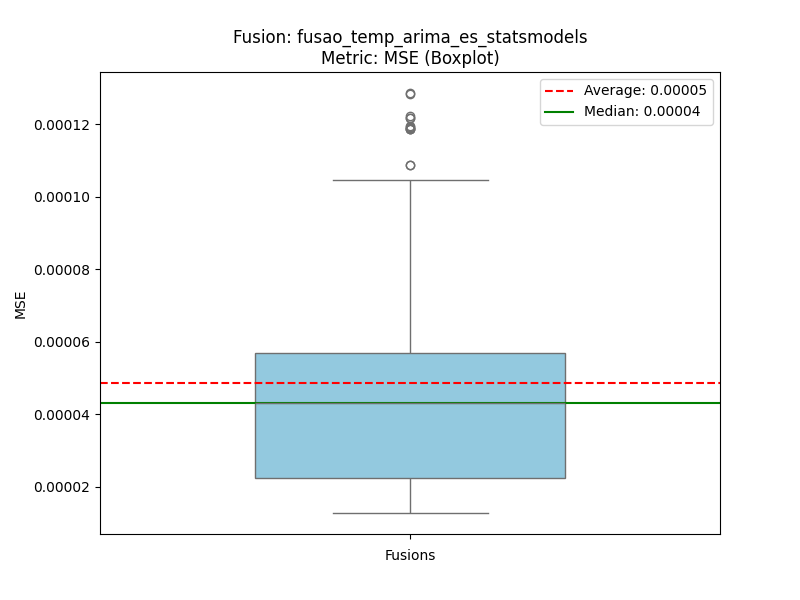 Fusion: fusao_temp_arima_es_statsmodels
Metric: MSE (Boxplot)
Average: 0.00005
Median: 0.00004
0.00012
0.00010
0.00008
0.00006
0.00004
0.00002
MSE
Fusions